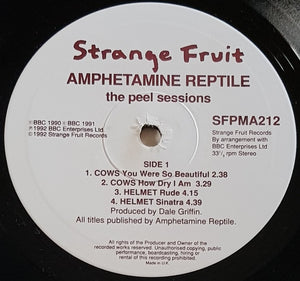 Strange Fruit
AMPHETAMINE REPTILE
the peel sessions
℗BBC 1990 ℗ BBC 1991
℗1992 BBC Enterprises Ltd
©1992 Strange Fruit Records
SFPMA212
Strange Fruit Records
By arrangement with
BBC Enterprises Ltd
33⅓ rpm Stereo
SIDE 1
1. COWS You Were So Beautiful 2.38
2. COWS How Dry I Am 3.29
3. HELMET Rude 4.15
4. HELMET Sinatra 4.39
Produced by Dale Griffin.
All titles published by Amphetamine Reptile.
All rights of the Producer and Owner of the
recorded works reserved. Unauthorised copying, public
performance, broadcasting, hiring or
rental of this recording prohibited.
Made in U.K.